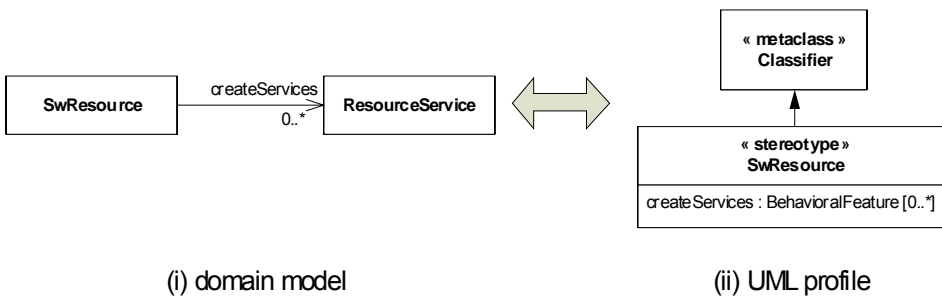 SwResource
createServices
0..*
ResourceService
« metaclass »
Classifier
« stereotype »
SwResource
createServices : BehavioralFeature [0..*]
(i) domain model
(ii) UML profile